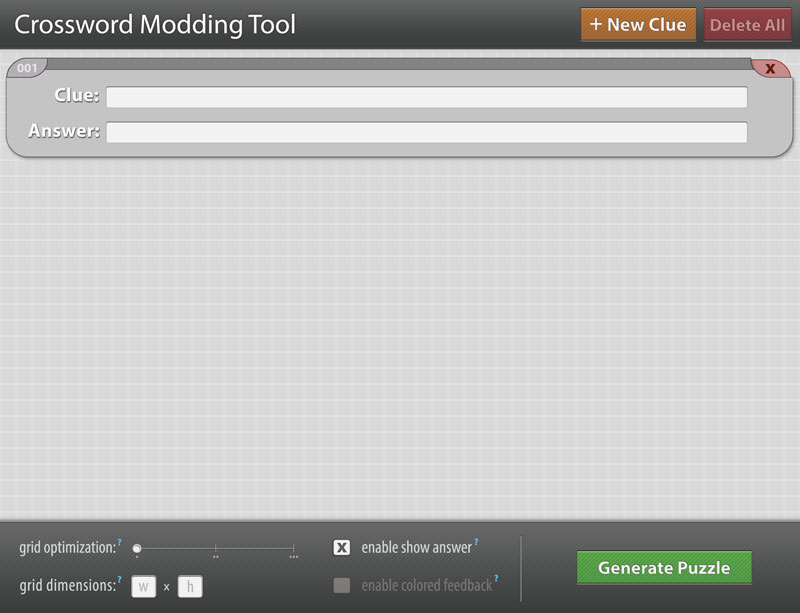 Crossword Modding Tool
+ New Clue
Delete All
001
X
Clue:
Answer:
grid optimization:?
. .. ...
X enable show answer?
grid dimensions:? w x h
enable colored feedback?
Generate Puzzle